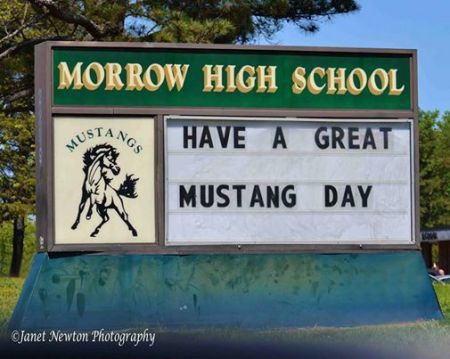 MORROW HIGH SCHOOL
MUSTANGS
HAVE A GREAT
MUSTANG DAY
©Janet Newton Photography